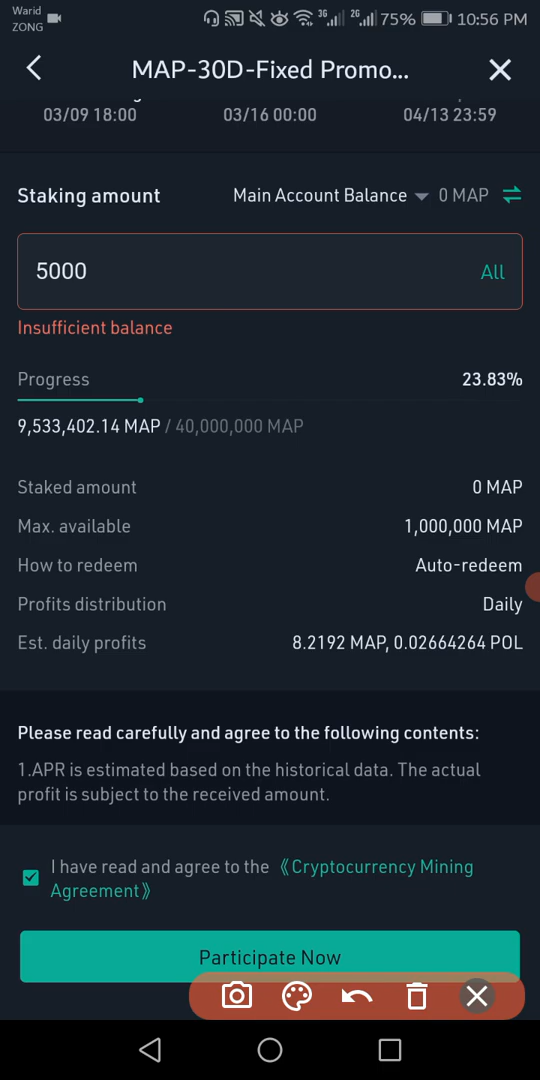 Warid
ZONG
3G
2G
75%
10:56 PM
MAP-30D-Fixed Promo...
03/09 18:00
03/16 00:00
04/13 23:59
Staking amount
Main Account Balance
0 MAP
5000
All
Insufficient balance
Progress
23.83%
9,533,402.14 MAP / 40,000,000 MAP
Staked amount
0 MAP
Max. available
1,000,000 MAP
How to redeem
Auto-redeem
Profits distribution
Daily
Est. daily profits
8.2192 MAP, 0.02664264 POL
Please read carefully and agree to the following contents:
1.APR is estimated based on the historical data. The actual
profit is subject to the received amount.
I have read and agree to the 《Cryptocurrency Mining
Agreement》
Participate Now